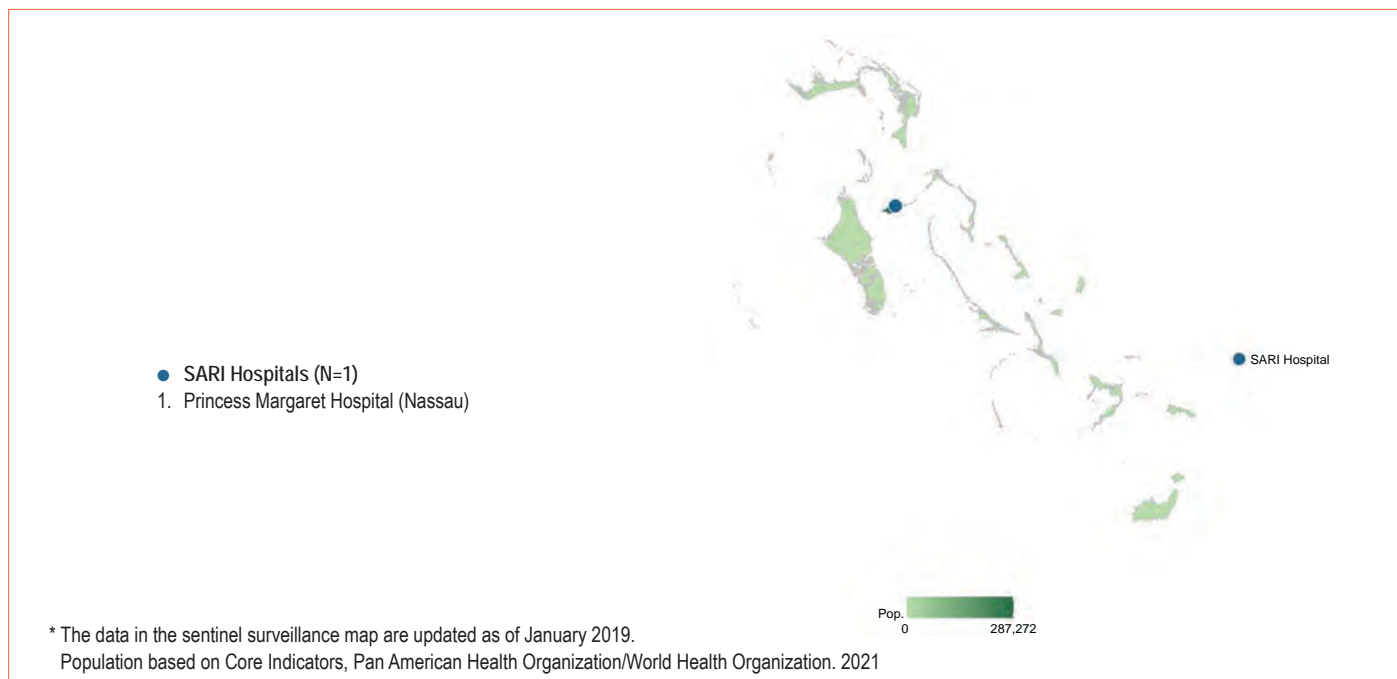 SARI Hospital
● SARI Hospitals (N=1)
1. Princess Margaret Hospital (Nassau)
Pop.
0 287,272
* The data in the sentinel surveillance map are updated as of January 2019.
Population based on Core Indicators, Pan American Health Organization/World Health Organization. 2021